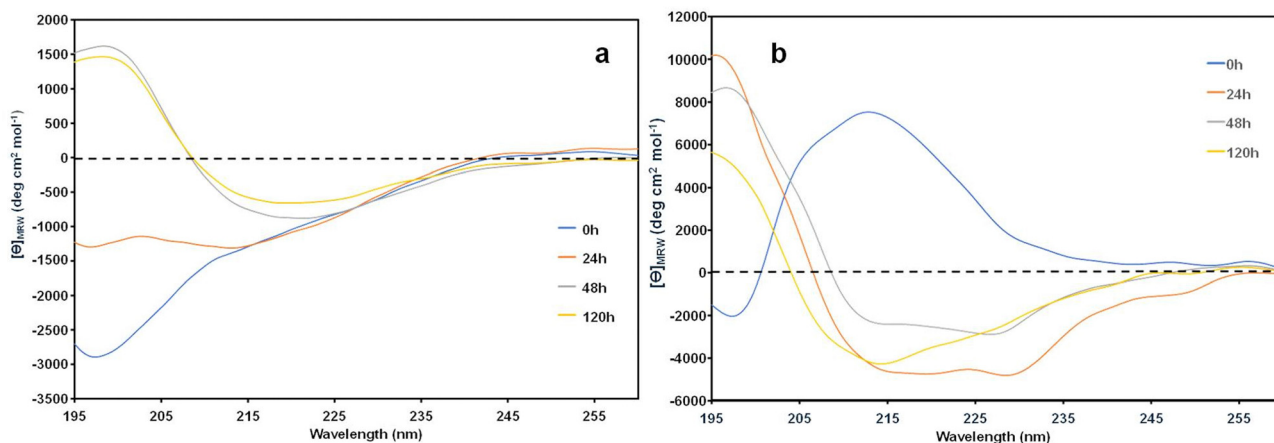 a
[Θ]MRW (deg cm² mol⁻¹)
2000
1500
1000
500
0
-500
-1000
-1500
-2000
-2500
-3000
-3500
195
205
215
225
235
245
255
Wavelength (nm)
0h
24h
48h
120h
b
[Θ]MRW (deg cm² mol⁻¹)
12000
10000
8000
6000
4000
2000
0
-2000
-4000
-6000
195
205
215
225
235
245
255
Wavelength (nm)
0h
24h
48h
120h